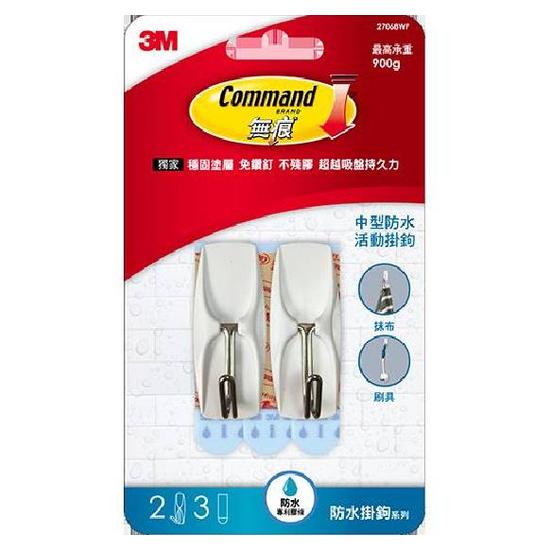 3M
27068WP
最高承重
900g
Command
BRAND
無痕
獨家 穩固塗層 免鑽釘 不殘膠 超越吸盤持久力
中型防水
活動掛鉤
抹布
刷具
2 3
防水
專利膠條
防水掛鉤系列